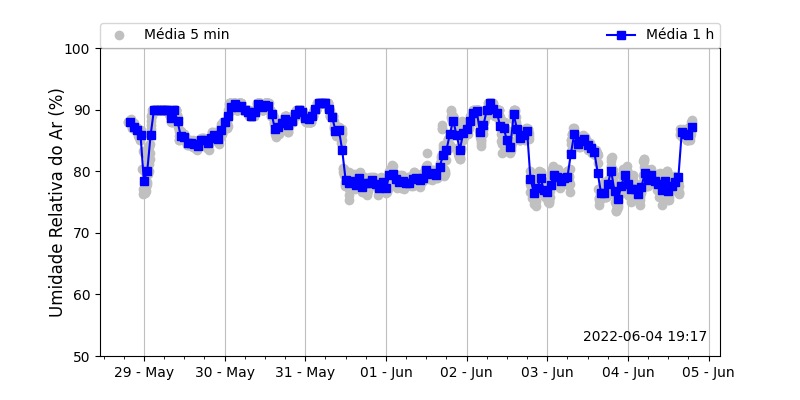 Média 5 min
Média 1 h
Umidade Relativa do Ar (%)
100
90
80
70
60
50
2022-06-04 19:17
29 - May
30 - May
31 - May
01 - Jun
02 - Jun
03 - Jun
04 - Jun
05 - Jun